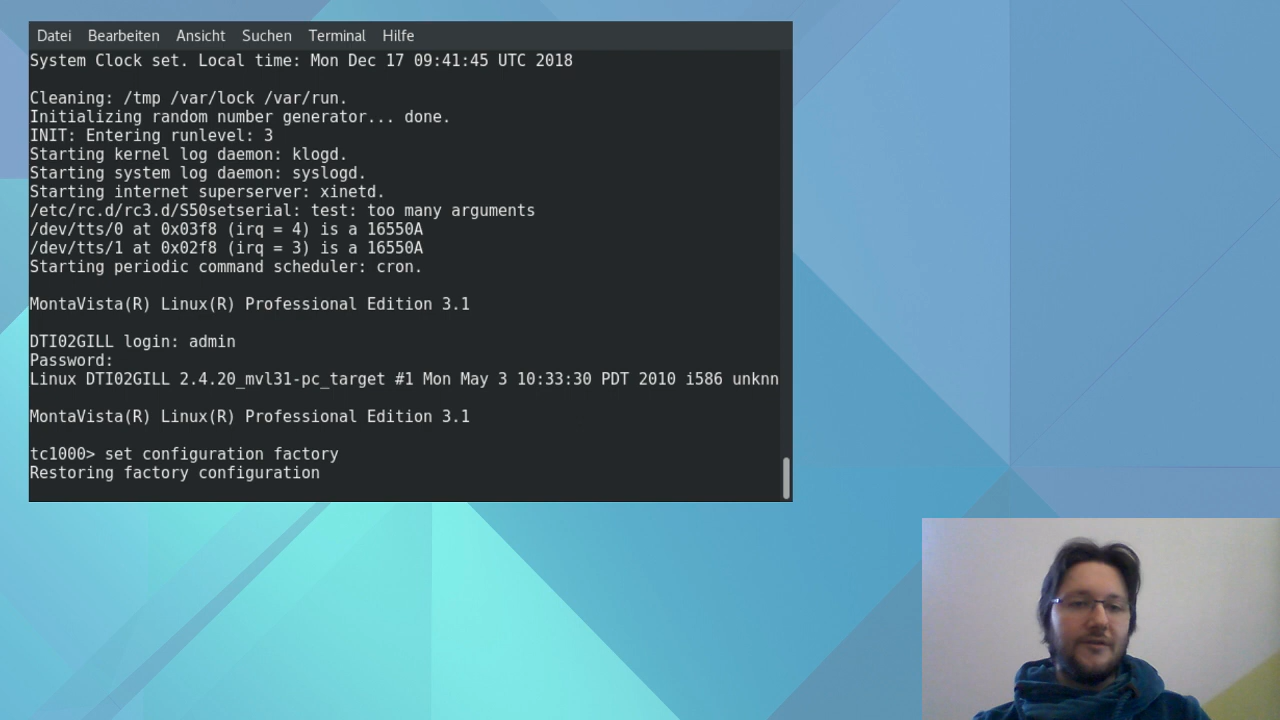 Datei Bearbeiten Ansicht Suchen Terminal Hilfe
System Clock set. Local time: Mon Dec 17 09:41:45 UTC 2018
Cleaning: /tmp /var/lock /var/run.
Initializing random number generator... done.
INIT: Entering runlevel: 3
Starting kernel log daemon: klogd.
Starting system log daemon: syslogd.
Starting internet superserver: xinetd.
/etc/rc.d/rc3.d/S50setserial: test: too many arguments
/dev/tts/0 at 0x03f8 (irq = 4) is a 16550A
/dev/tts/1 at 0x02f8 (irq = 3) is a 16550A
Starting periodic command scheduler: cron.
MontaVista(R) Linux(R) Professional Edition 3.1
DTI02GILL login: admin
Password:
Linux DTI02GILL 2.4.20_mvl31-pc_target #1 Mon May 3 10:33:30 PDT 2010 i586 unknn
MontaVista(R) Linux(R) Professional Edition 3.1
tc1000> set configuration factory
Restoring factory configuration